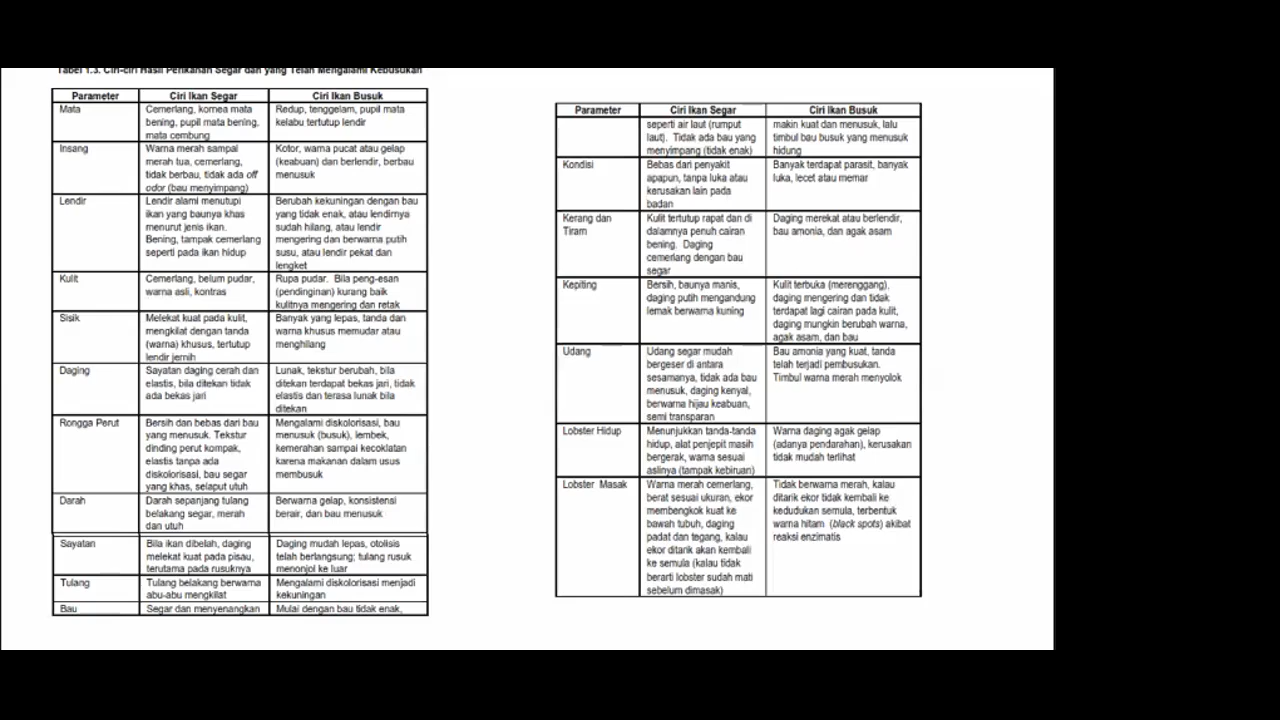 Tabel 1.3. Ciri-ciri Hasil Perikanan Segar dan yang Telah Mengalami Kebusukan
Parameter Ciri Ikan Segar Ciri Ikan Busuk
Mata Cemerlang, kornea mata Redup, tenggelam, pupil mata
bening, pupil mata bening, kelabu tertutup lendir
mata cembung
Insang Warna merah sampai Kotor, warna pucat atau gelap
merah tua, cemerlang, (keabuan) dan berlendir, berbau
tidak berbau, tidak ada off menusuk
odor (bau menyimpang)
Lendir Lendir alami menutupi Berubah kekuningan dengan bau
ikan yang baunya khas yang tidak enak, atau lendirnya
menurut jenis ikan. sudah hilang, atau lendir
Bening, tampak cemerlang mengering dan berwarna putih
seperti pada ikan hidup susu, atau lendir pekat dan
lengket
Kulit Cemerlang, belum pudar, Rupa pudar. Bila peng-esan
warna asli, kontras (pendinginan) kurang baik
kulitnya mengering dan retak
Sisik Melekat kuat pada kulit, Banyak yang lepas, tanda dan
mengkilat dengan tanda warna khusus memudar atau
(warna) khusus, tertutup menghilang
lendir jernih
Daging Sayatan daging cerah dan Lunak, tekstur berubah, bila
elastis, bila ditekan tidak ditekan terdapat bekas jari, tidak
ada bekas jari elastis dan terasa lunak bila
ditekan
Rongga Perut Bersih dan bebas dari bau Mengalami diskolorisasi, bau
yang menusuk. Tekstur menusuk (busuk), lembek,
dinding perut kompak, kemerahan sampai kecoklatan
elastis tanpa ada karena makanan dalam usus
diskolorisasi, bau segar membusuk
yang khas, selaput utuh
Darah Darah sepanjang tulang Berwarna gelap, konsistensi
belakang segar, merah berair, dan bau menusuk
dan utuh
Sayatan Bila ikan dibelah, daging Daging mudah lepas, otolisis
melekat kuat pada pisau, telah berlangsung; tulang rusuk
terutama pada rusuknya menonjol ke luar
Tulang Tulang belakang berwarna Mengalami diskolorisasi menjadi
abu-abu mengkilat kekuningan
Bau Segar dan menyenangkan Mulai dengan bau tidak enak,
Parameter Ciri Ikan Segar Ciri Ikan Busuk
seperti air laut (rumput makin kuat dan menusuk, lalu
laut). Tidak ada bau yang timbul bau busuk yang menusuk
menyimpang (tidak enak) hidung
Kondisi Bebas dari penyakit Banyak terdapat parasit, banyak
apapun, tanpa luka atau luka, lecet atau memar
kerusakan lain pada
badan
Kerang dan Kulit tertutup rapat dan di Daging merekat atau berlendir,
Tiram dalamnya penuh cairan bau amonia, dan agak asam
bening. Daging
cemerlang dengan bau
segar
Kepiting Bersih, baunya manis, Kulit terbuka (merenggang),
daging putih mengandung daging mengering dan tidak
lemak berwarna kuning terdapat lagi cairan pada kulit,
daging mungkin berubah warna,
agak asam, dan bau
Udang Udang segar mudah Bau amonia yang kuat, tanda
bergeser di antara telah terjadi pembusukan.
sesamanya, tidak ada bau Timbul warna merah menyolok
menusuk, daging kenyal,
berwarna hijau keabuan,
semi transparan
Lobster Hidup Menunjukkan tanda-tanda Warna daging agak gelap
hidup, alat penjepit masih (adanya pendarahan), kerusakan
bergerak, warna sesuai tidak mudah terlihat
aslinya (tampak kebiruan)
Lobster Masak Warna merah cemerlang, Tidak berwarna merah, kalau
berat sesuai ukuran, ekor ditarik ekor tidak kembali ke
membengkok kuat ke kedudukan semula, terbentuk
bawah tubuh, daging warna hitam (black spots) akibat
padat dan tegang, kalau reaksi enzimatis
ekor ditarik akan kembali
ke semula (kalau tidak
berarti lobster sudah mati
sebelum dimasak)